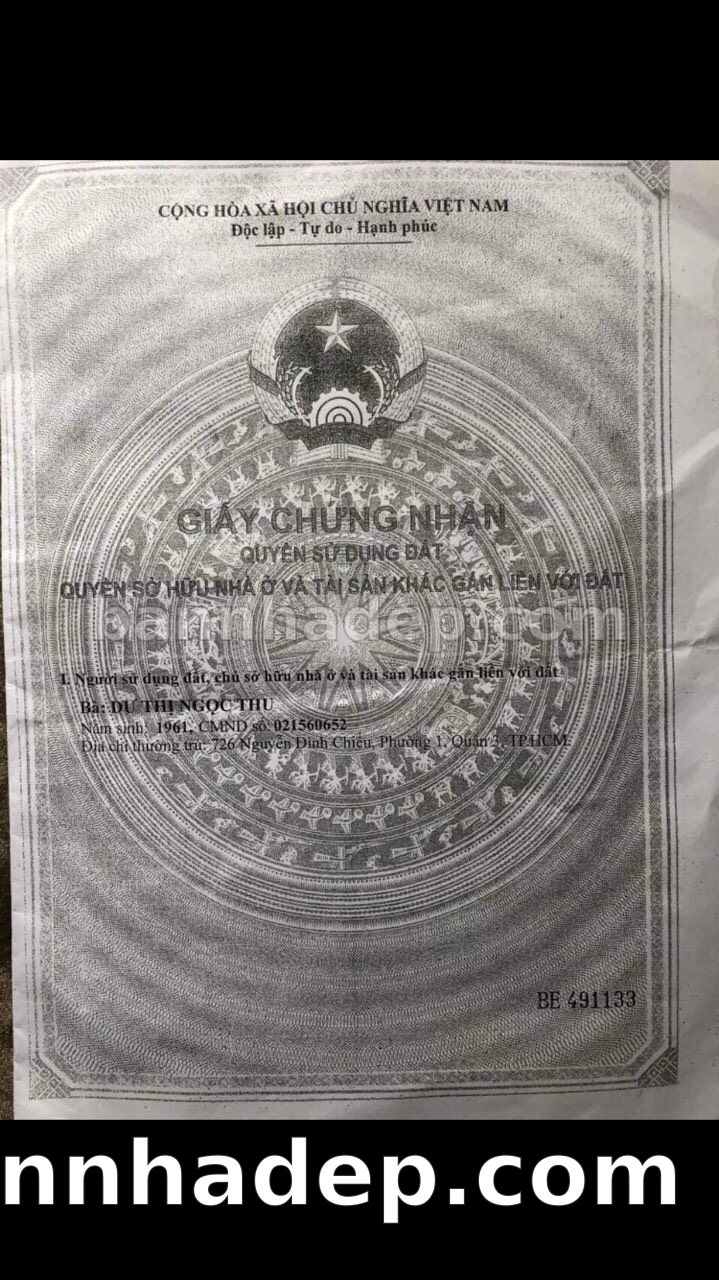 CỘNG HÒA XÃ HỘI CHỦ NGHĨA VIỆT NAM
Độc lập - Tự do - Hạnh phúc
GIẤY CHỨNG NHẬN
QUYỀN SỬ DỤNG ĐẤT
QUYỀN SỞ HỮU NHÀ Ở VÀ TÀI SẢN KHÁC GẮN LIỀN VỚI ĐẤT
bannhadep.com
I. Người sử dụng đất, chủ sở hữu nhà ở và tài sản khác gắn liền với đất
Bà: DƯ THỊ NGỌC THU
Năm sinh: 1961, CMND số: 021560652
Địa chỉ thường trú: 726 Nguyễn Đình Chiểu, Phường 1, Quận 3, TP.HCM.
BE 491133
nnhadep.com